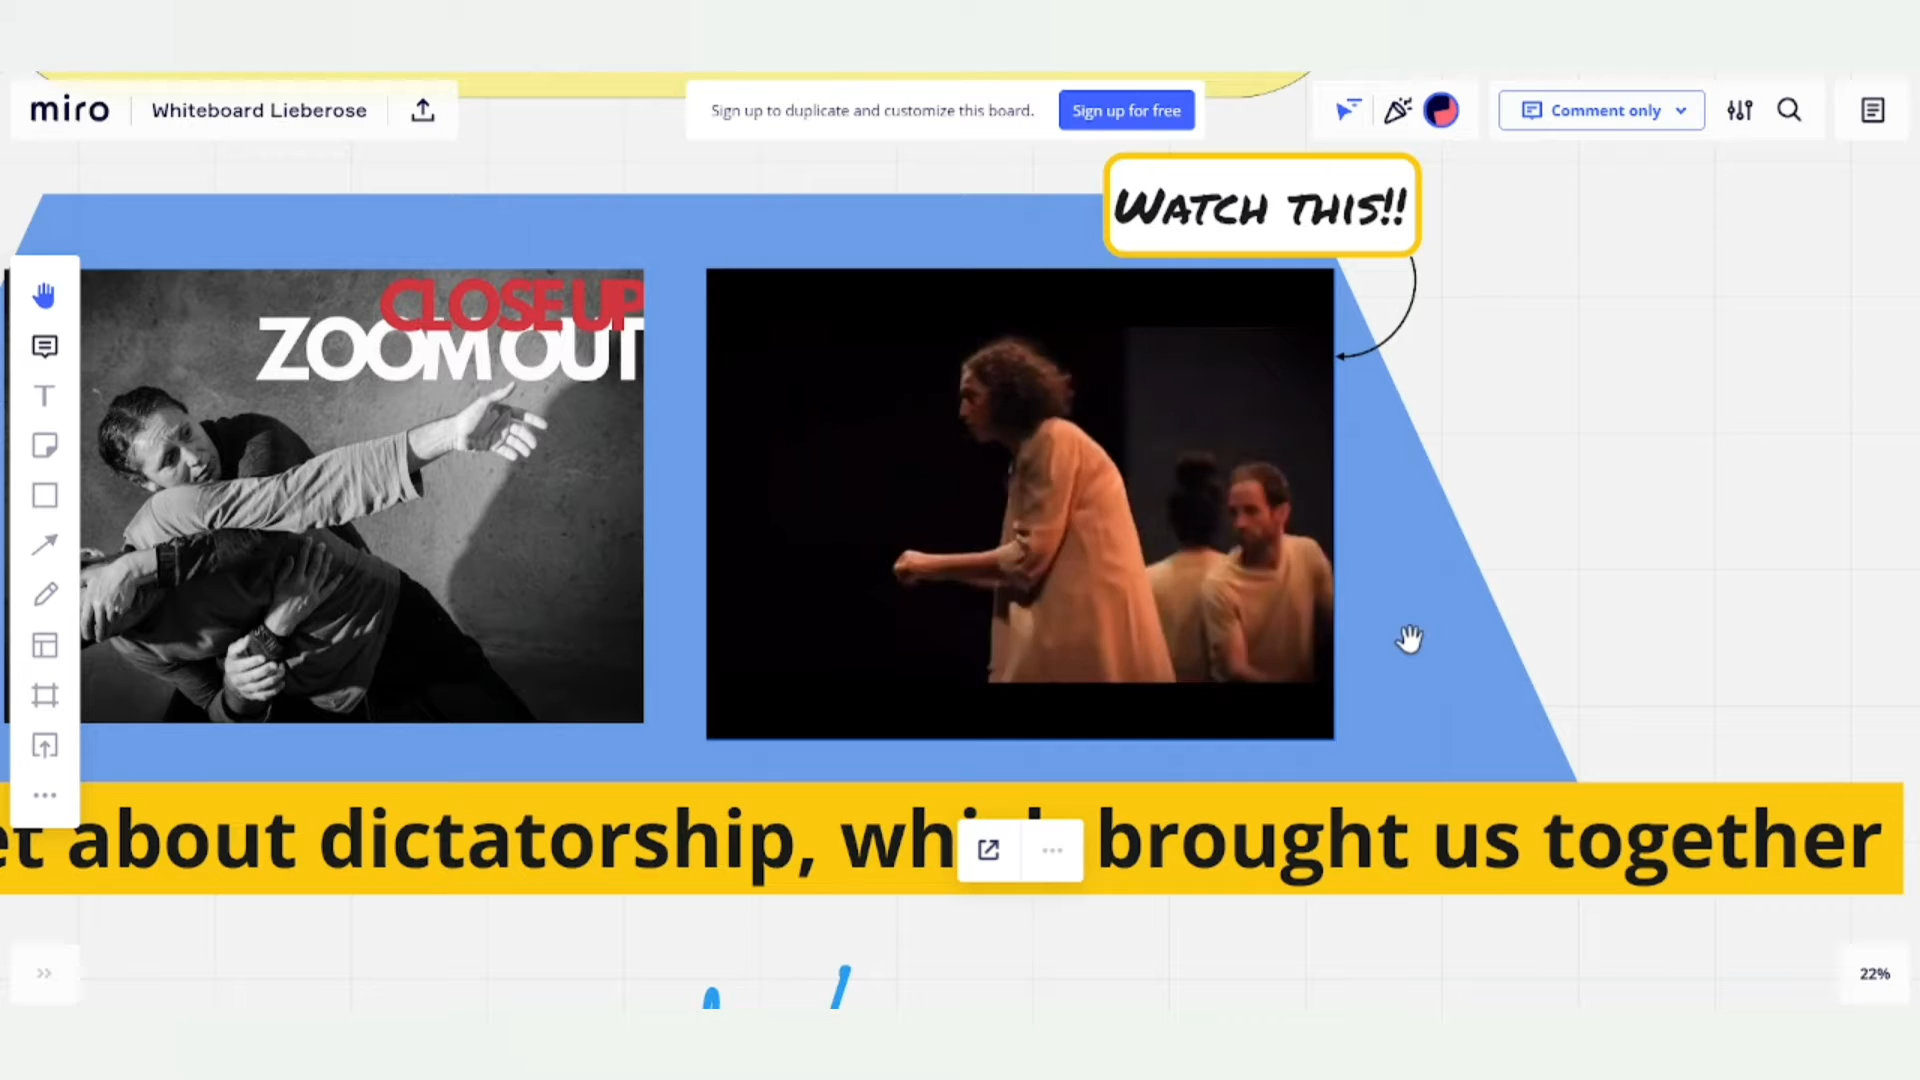 miro
Whiteboard Lieberose
Sign up to duplicate and customize this board.
Sign up for free
Comment only
WATCH THIS!!
CLOSE UP
ZOOM OUT
about dictatorship, which brought us together
22%